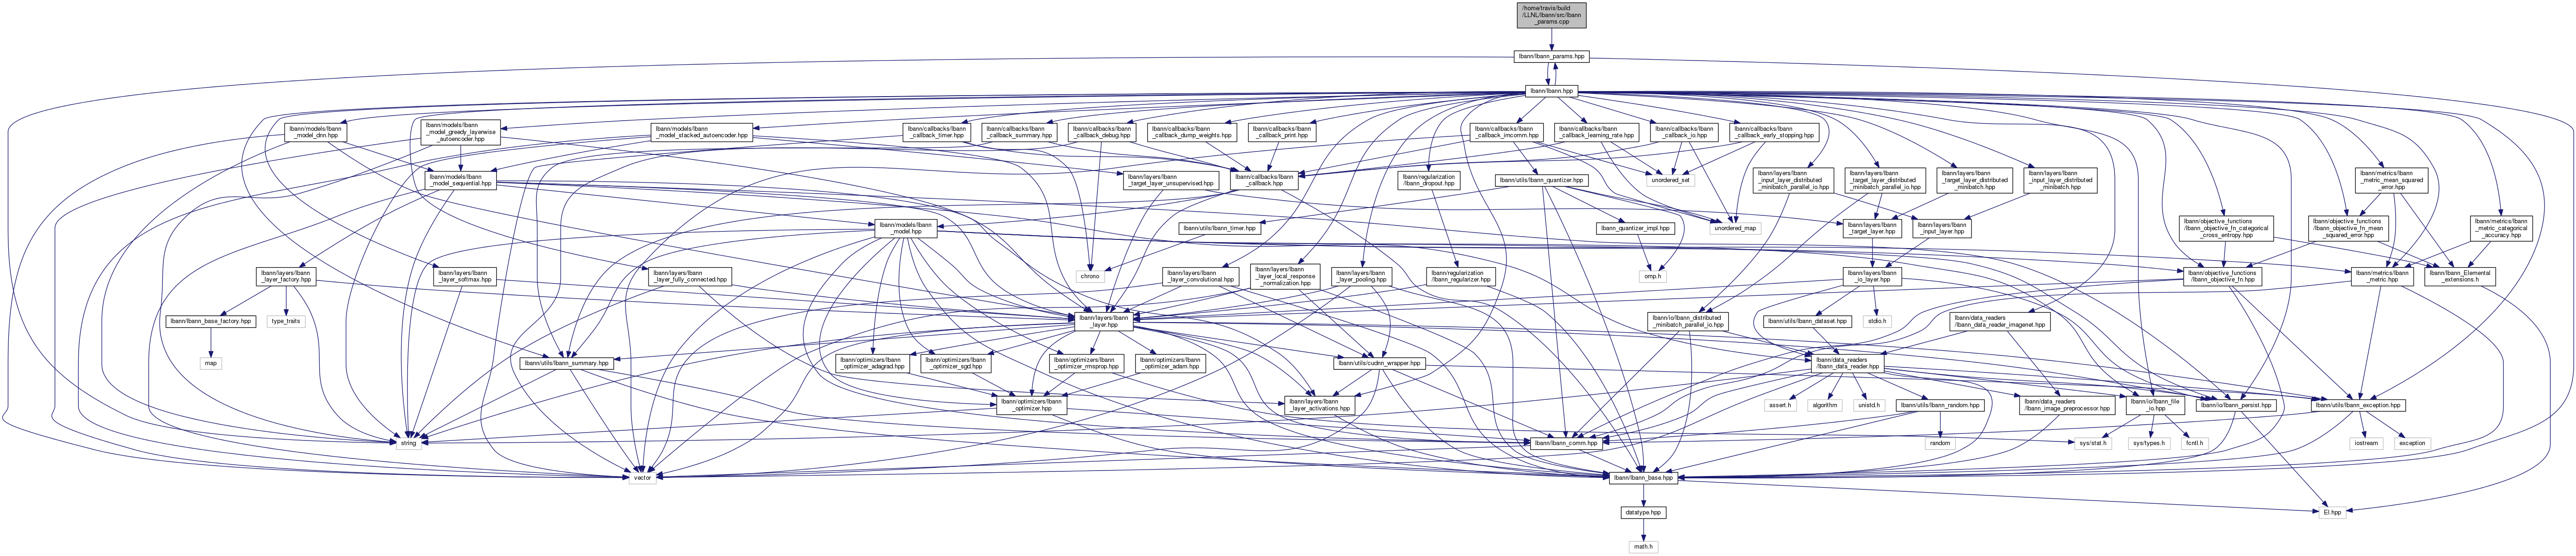 /home/travis/build
/LLNL/lbann/src/lbann
_params.cpp
lbann/lbann_params.hpp
lbann/lbann.hpp
lbann/models/lbann
_model_dnn.hpp
lbann/models/lbann
_model_greedy_layerwise
_autoencoder.hpp
lbann/models/lbann
_model_stacked_autoencoder.hpp
lbann/callbacks/lbann
_callback_timer.hpp
lbann/callbacks/lbann
_callback_summary.hpp
lbann/callbacks/lbann
_callback_debug.hpp
lbann/callbacks/lbann
_callback_dump_weights.hpp
lbann/callbacks/lbann
_callback_print.hpp
lbann/callbacks/lbann
_callback_imcomm.hpp
lbann/callbacks/lbann
_callback_learning_rate.hpp
lbann/callbacks/lbann
_callback_io.hpp
lbann/callbacks/lbann
_callback_early_stopping.hpp
lbann/models/lbann
_model_sequential.hpp
lbann/layers/lbann
_target_layer_unsupervised.hpp
lbann/callbacks/lbann
_callback.hpp
lbann/regularization
/lbann_dropout.hpp
lbann/utils/lbann_quantizer.hpp
unordered_set
lbann/layers/lbann
_input_layer_distributed
_minibatch_parallel_io.hpp
lbann/layers/lbann
_target_layer_distributed
_minibatch_parallel_io.hpp
lbann/layers/lbann
_target_layer_distributed
_minibatch.hpp
lbann/layers/lbann
_input_layer_distributed
_minibatch.hpp
lbann/metrics/lbann
_metric_mean_squared
_error.hpp
lbann/models/lbann
_model.hpp
lbann/utils/lbann_timer.hpp
lbann_quantizer_impl.hpp
unordered_map
lbann/layers/lbann
_target_layer.hpp
lbann/layers/lbann
_input_layer.hpp
lbann/objective_functions
/lbann_objective_fn_categorical
_cross_entropy.hpp
lbann/objective_functions
/lbann_objective_fn_mean
_squared_error.hpp
lbann/metrics/lbann
_metric_categorical
_accuracy.hpp
lbann/layers/lbann
_layer_factory.hpp
lbann/layers/lbann
_layer_softmax.hpp
lbann/layers/lbann
_layer_fully_connected.hpp
chrono
lbann/layers/lbann
_layer_convolutional.hpp
lbann/layers/lbann
_layer_local_response
_normalization.hpp
lbann/layers/lbann
_layer_pooling.hpp
lbann/regularization
/lbann_regularizer.hpp
omp.h
lbann/layers/lbann
_io_layer.hpp
lbann/objective_functions
/lbann_objective_fn.hpp
lbann/metrics/lbann
_metric.hpp
lbann/lbann_Elemental
_extensions.h
lbann/lbann_base_factory.hpp
type_traits
lbann/layers/lbann
_layer.hpp
lbann/io/lbann_distributed
_minibatch_parallel_io.hpp
lbann/utils/lbann_dataset.hpp
stdio.h
lbann/data_readers
/lbann_data_reader_imagenet.hpp
map
lbann/utils/lbann_summary.hpp
lbann/optimizers/lbann
_optimizer_adagrad.hpp
lbann/optimizers/lbann
_optimizer_sgd.hpp
lbann/optimizers/lbann
_optimizer_rmsprop.hpp
lbann/optimizers/lbann
_optimizer_adam.hpp
lbann/utils/cudnn_wrapper.hpp
lbann/data_readers
/lbann_data_reader.hpp
lbann/optimizers/lbann
_optimizer.hpp
lbann/layers/lbann
_layer_activations.hpp
assert.h
algorithm
unistd.h
lbann/utils/lbann_random.hpp
lbann/data_readers
/lbann_image_preprocessor.hpp
lbann/io/lbann_file
_io.hpp
lbann/io/lbann_persist.hpp
lbann/utils/lbann_exception.hpp
string
lbann/lbann_comm.hpp
random
sys/stat.h
sys/types.h
fcntl.h
iostream
exception
vector
lbann/lbann_base.hpp
datatype.hpp
El.hpp
math.h